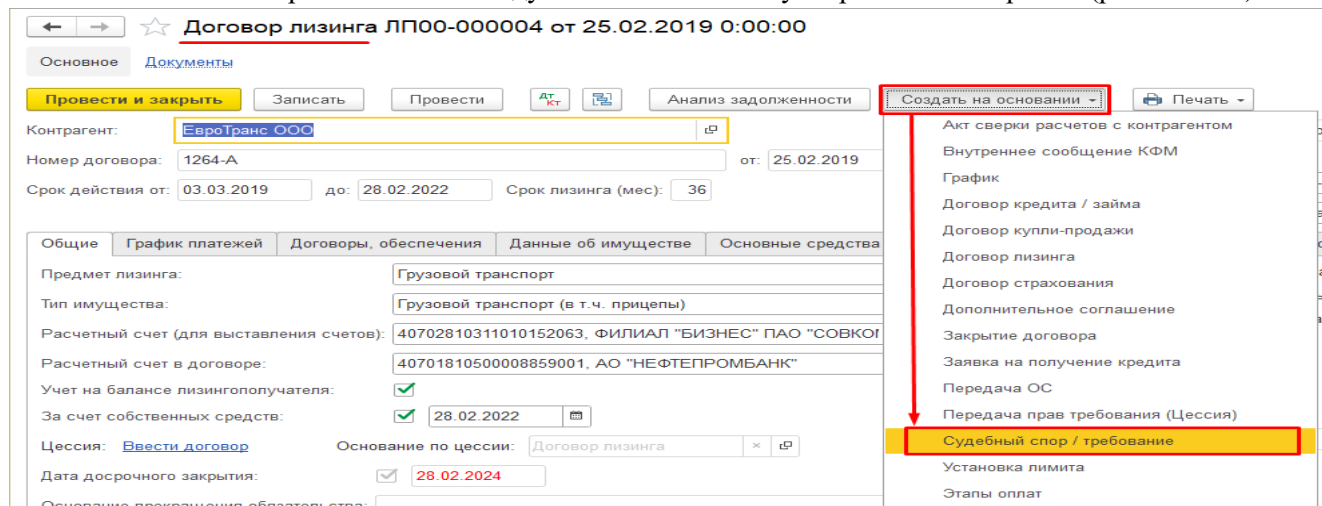 Договор лизинга ЛП00-000004 от 25.02.2019 0:00:00
Основное Документы
Провести и закрыть Записать Провести Дт Кт Анализ задолженности Создать на основании Печать
Контрагент: ЕвроТранс ООО
Номер договора: 1264-А от: 25.02.2019
Срок действия от: 03.03.2019 до: 28.02.2022 Срок лизинга (мес): 36
Общие График платежей Договоры, обеспечения Данные об имуществе Основные средства
Предмет лизинга: Грузовой транспорт
Тип имущества: Грузовой транспорт (в т.ч. прицепы)
Расчетный счет (для выставления счетов): 40702810311010152063, ФИЛИАЛ "БИЗНЕС" ПАО "СОВКОМ
Расчетный счет в договоре: 40701810500008859001, АО "НЕФТЕПРОМБАНК"
Учет на балансе лизингополучателя:
За счет собственных средств: 28.02.2022
Цессия: Ввести договор Основание по цессии: Договор лизинга
Дата досрочного закрытия: 28.02.2024
Основание прекращения обязательства:
Акт сверки расчетов с контрагентом
Внутреннее сообщение КФМ
График
Договор кредита / займа
Договор купли-продажи
Договор лизинга
Договор страхования
Дополнительное соглашение
Закрытие договора
Заявка на получение кредита
Передача ОС
Передача прав требования (Цессия)
Судебный спор / требование
Установка лимита
Этапы оплат